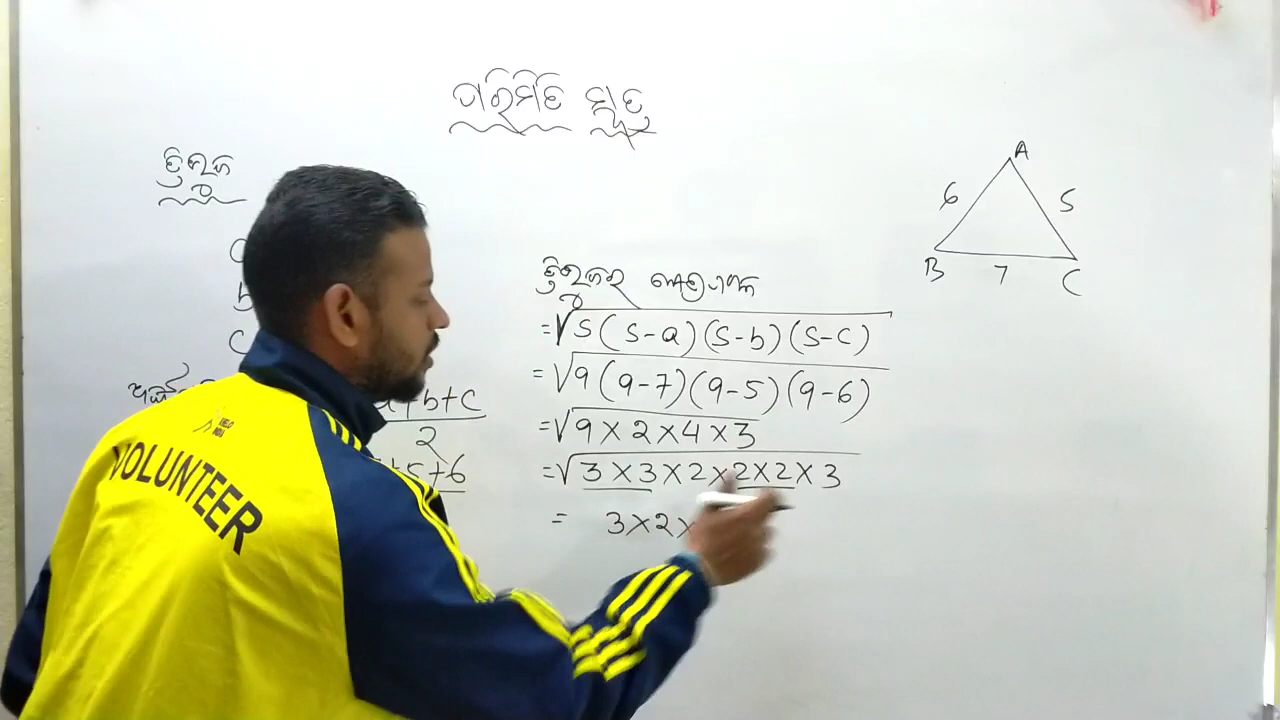 ପରିମିତି ସୂତ୍ର
ତ୍ରିଭୁଜ
A
6 5
B 7 C
a+b+c
2
+5+6
ତ୍ରିଭୁଜର କ୍ଷେତ୍ରଫଳ
=√s(s-a)(s-b)(s-c)
=√9(9-7)(9-5)(9-6)
=√9×2×4×3
=√3×3×2×2×2×3
= 3×2×
VOLUNTEER